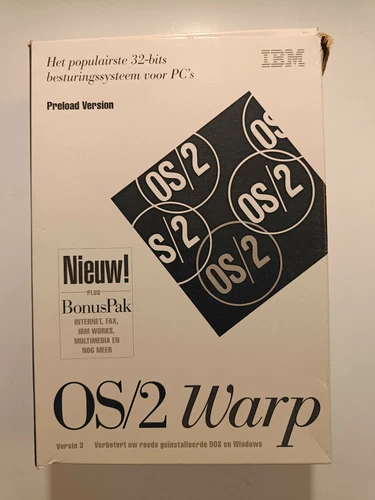 Het populairste 32-bits
besturingssysteem voor PC's
IBM
Preload Version
OS/2
OS/2
OS/2
S/2
OS/2
Nieuw!
PLUS
BonusPak
INTERNET, FAX,
IBM WORKS,
MULTIMEDIA EN
NOG MEER
OS/2 Warp
Versie 3 Verbetert uw reeds geïnstalleerde DOS en Windows